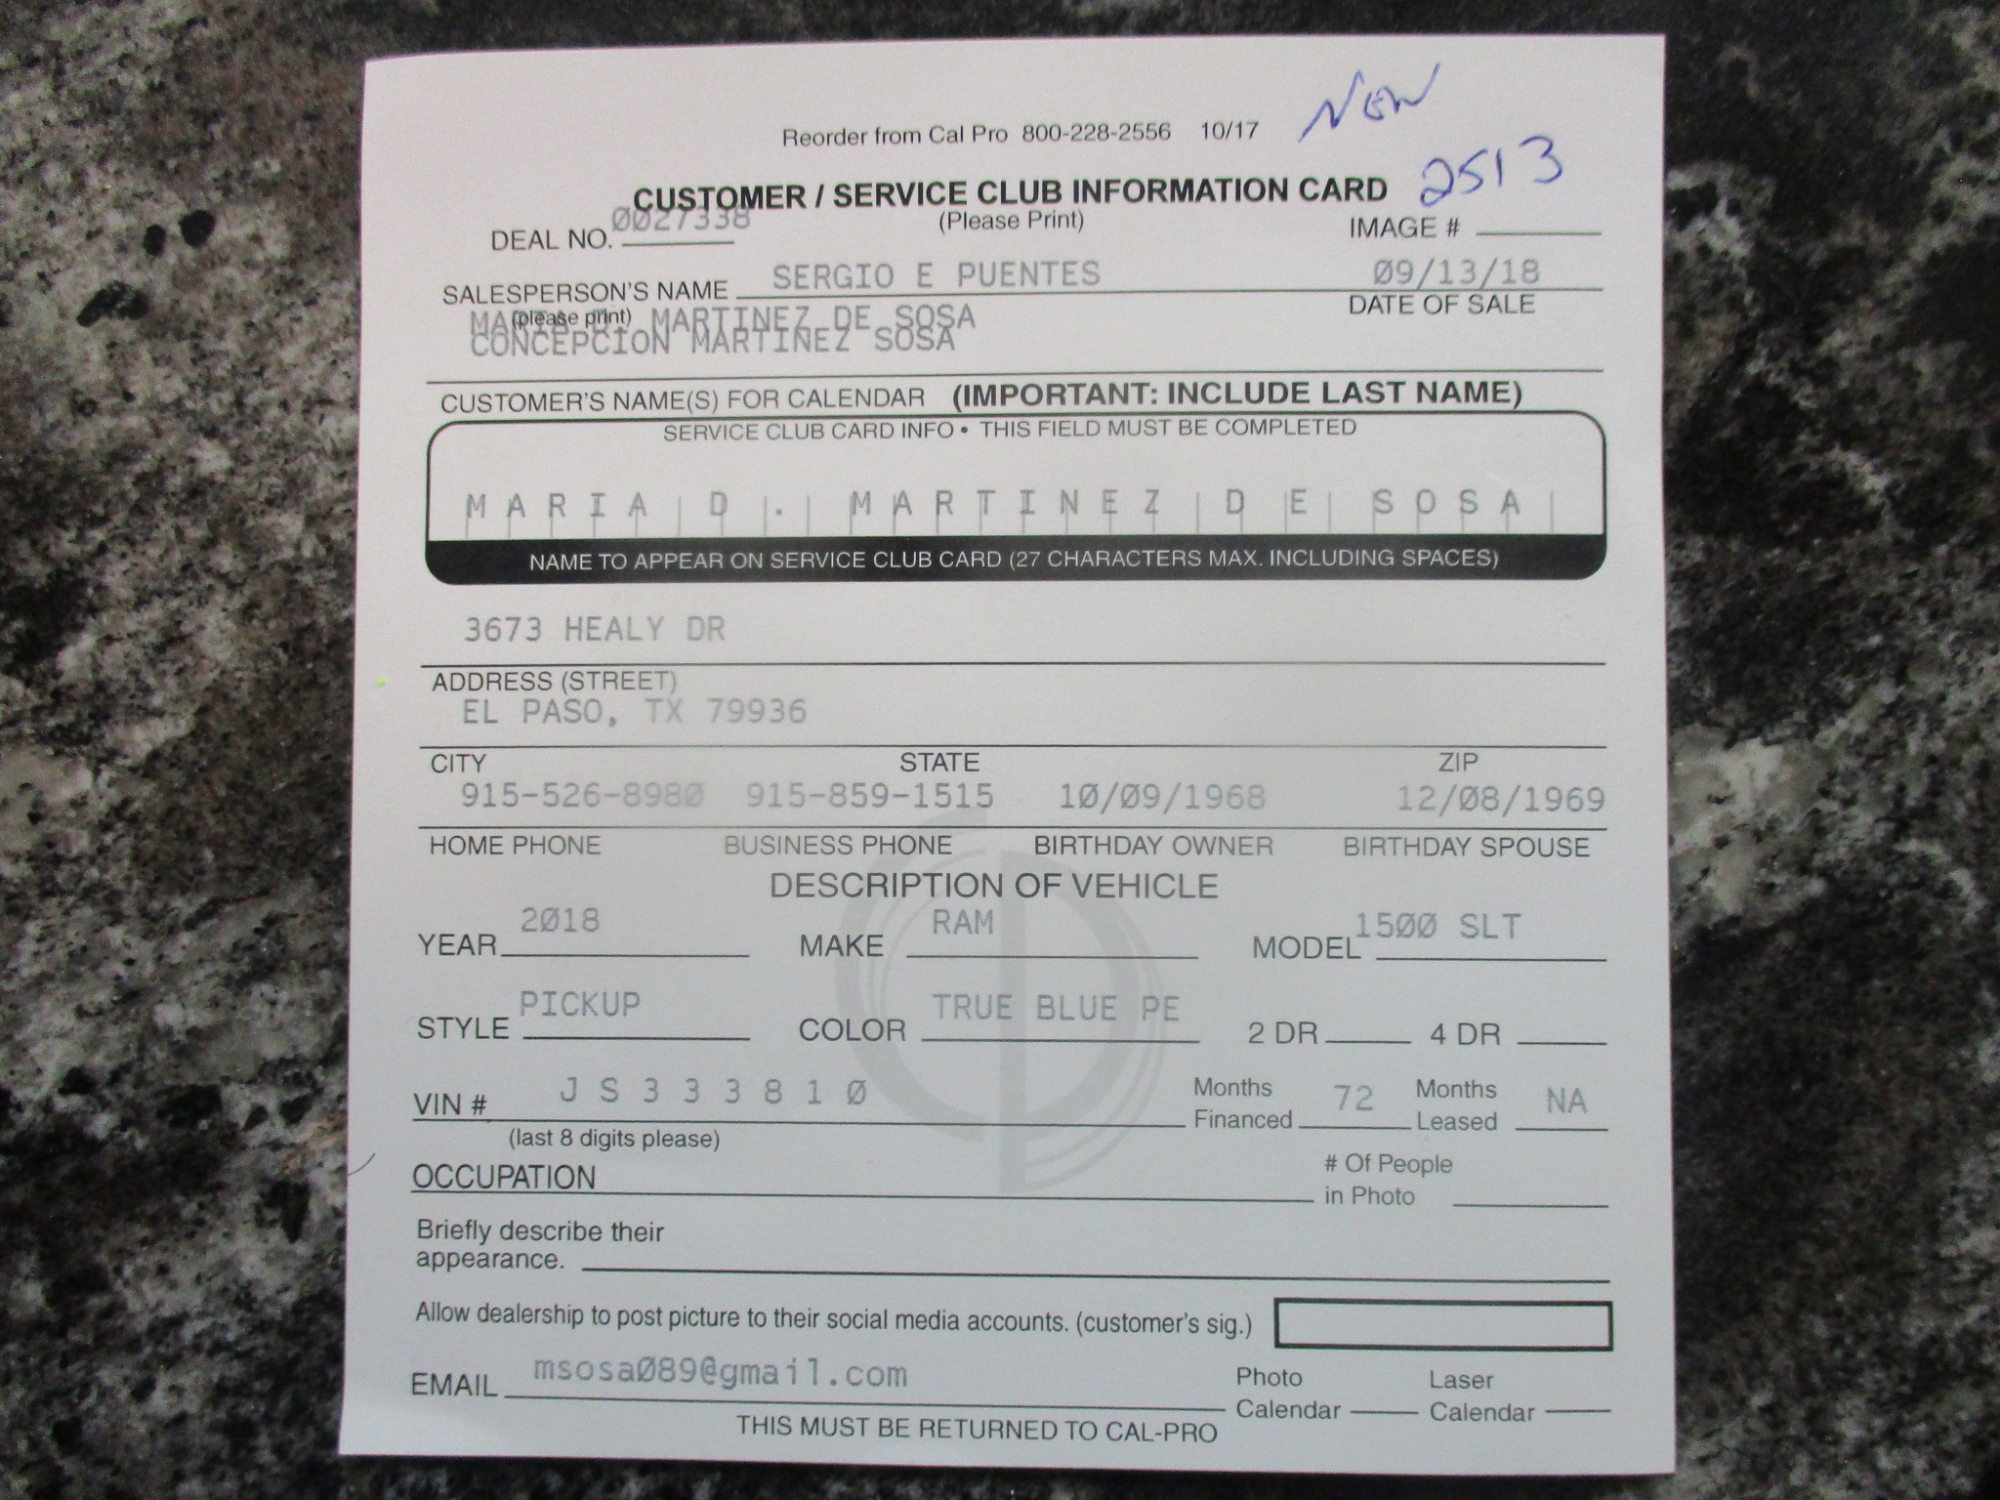 Reorder from Cal Pro 800-228-2556 10/17 New
CUSTOMER / SERVICE CLUB INFORMATION CARD 2513
(Please Print)
DEAL NO. 0027338 IMAGE #
SALESPERSON'S NAME SERGIO E PUENTES 09/13/18
(please print) DATE OF SALE
MARIA D. MARTINEZ DE SOSA
CONCEPCION MARTINEZ SOSA
CUSTOMER'S NAME(S) FOR CALENDAR (IMPORTANT: INCLUDE LAST NAME)
SERVICE CLUB CARD INFO • THIS FIELD MUST BE COMPLETED
MARIA D. MARTINEZ DE SOSA
NAME TO APPEAR ON SERVICE CLUB CARD (27 CHARACTERS MAX. INCLUDING SPACES)
3673 HEALY DR
ADDRESS (STREET)
EL PASO, TX 79936
CITY STATE ZIP
915-526-8980 915-859-1515 10/09/1968 12/08/1969
HOME PHONE BUSINESS PHONE BIRTHDAY OWNER BIRTHDAY SPOUSE
DESCRIPTION OF VEHICLE
YEAR 2018 MAKE RAM MODEL 1500 SLT
STYLE PICKUP COLOR TRUE BLUE PE 2 DR 4 DR
VIN # J S 3 3 3 8 1 0 Months Financed 72 Months Leased NA
(last 8 digits please)
OCCUPATION # Of People in Photo
Briefly describe their
appearance.
Allow dealership to post picture to their social media accounts. (customer's sig.)
EMAIL msosa089@gmail.com Photo Calendar Laser Calendar
THIS MUST BE RETURNED TO CAL-PRO